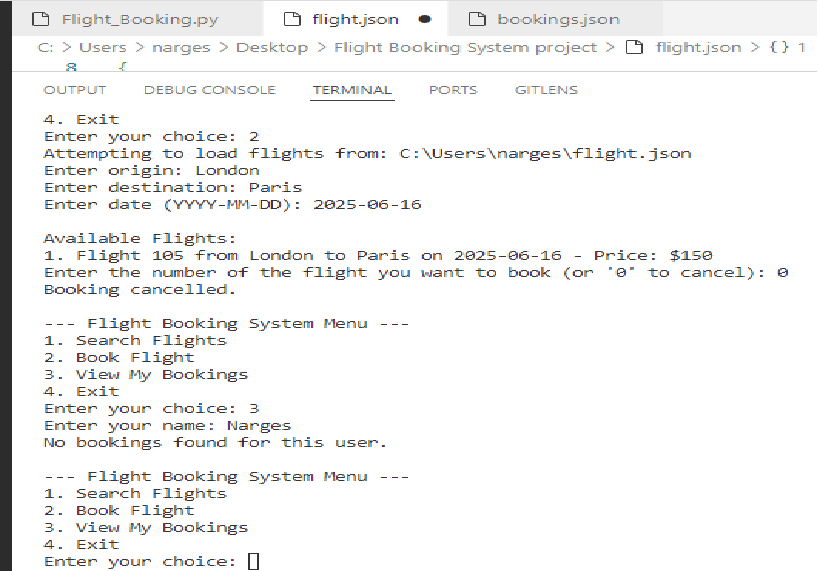 Flight_Booking.py flight.json bookings.json
C: > Users > narges > Desktop > Flight Booking System project > flight.json > {} 1
8 {
OUTPUT DEBUG CONSOLE TERMINAL PORTS GITLENS
4. Exit
Enter your choice: 2
Attempting to load flights from: C:\Users\narges\flight.json
Enter origin: London
Enter destination: Paris
Enter date (YYYY-MM-DD): 2025-06-16
Available Flights:
1. Flight 105 from London to Paris on 2025-06-16 - Price: $150
Enter the number of the flight you want to book (or '0' to cancel): 0
Booking cancelled.
--- Flight Booking System Menu ---
1. Search Flights
2. Book Flight
3. View My Bookings
4. Exit
Enter your choice: 3
Enter your name: Narges
No bookings found for this user.
--- Flight Booking System Menu ---
1. Search Flights
2. Book Flight
3. View My Bookings
4. Exit
Enter your choice: